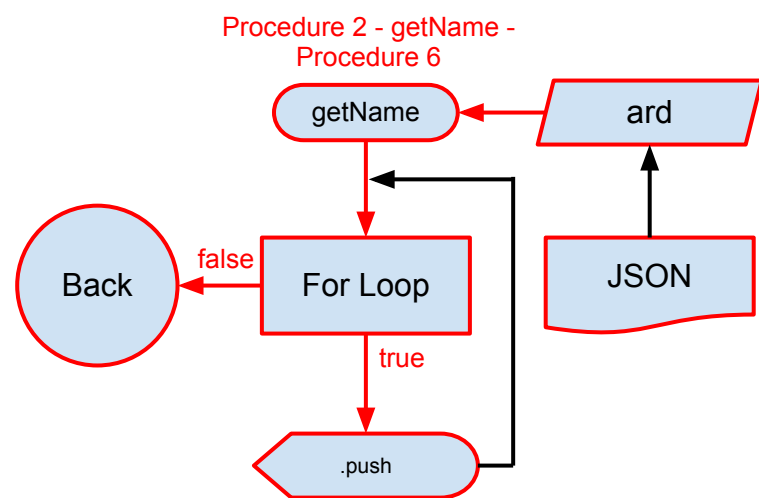 Procedure 2 - getName -
Procedure 6
getName
ard
Back
false
For Loop
JSON
true
.push